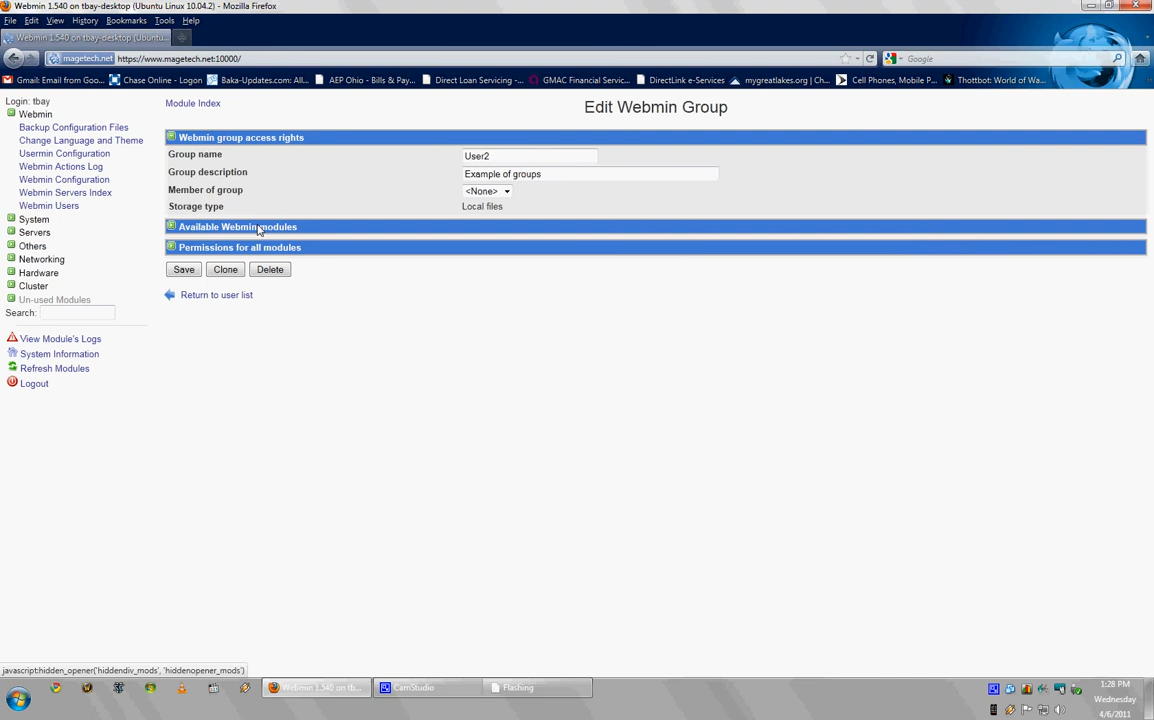 Webmin 1.540 on tbay-desktop (Ubuntu Linux 10.04.2) - Mozilla Firefox
File Edit View History Bookmarks Tools Help
Webmin 1.540 on tbay-desktop (Ubuntu...
magetech.net https://www.magetech.net:10000/ Google
Gmail: Email from Goo... Chase Online - Logon Baka-Updates.com: All... AEP Ohio - Bills & Pay... Direct Loan Servicing -... GMAC Financial Servic... DirectLink e-Services mygreatlakes.org | Ch... Cell Phones, Mobile P... Thottbot: World of Wa...
Login: tbay
Webmin
Backup Configuration Files
Change Language and Theme
Usermin Configuration
Webmin Actions Log
Webmin Configuration
Webmin Servers Index
Webmin Users
System
Servers
Others
Networking
Hardware
Cluster
Un-used Modules
Search:
View Module's Logs
System Information
Refresh Modules
Logout
Module Index
Edit Webmin Group
Webmin group access rights
Group name User2
Group description Example of groups
Member of group <None>
Storage type Local files
Available Webmin modules
Permissions for all modules
Save Clone Delete
Return to user list
javascript:hidden_opener('hiddendiv_mods', 'hiddenopener_mods')
Webmin 1.540 on tb... CamStudio Flashing
1:28 PM
Wednesday
4/6/2011